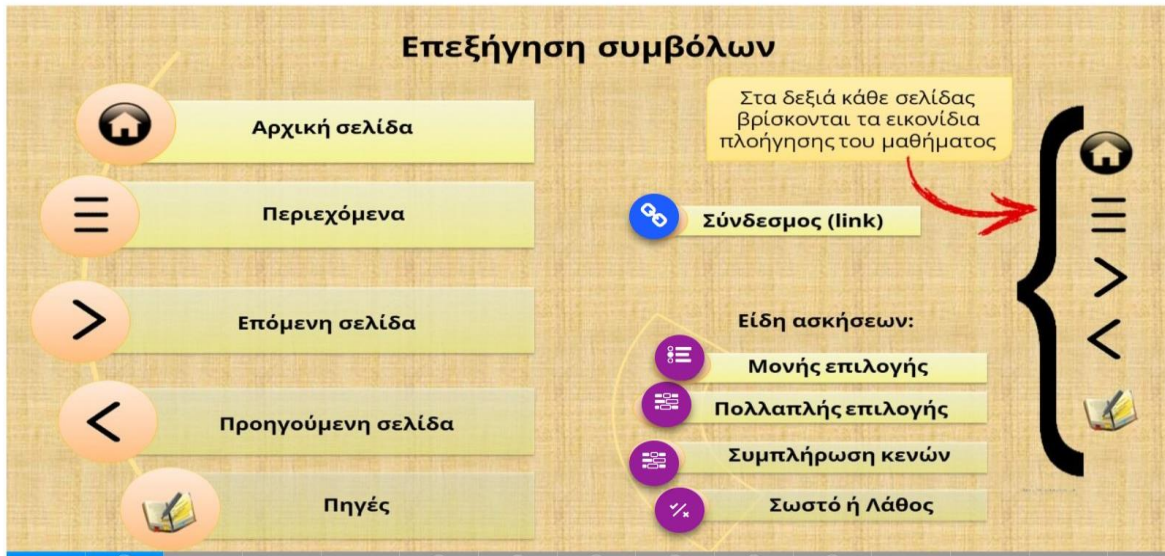 Επεξήγηση συμβόλων
Αρχική σελίδα
Περιεχόμενα
Επόμενη σελίδα
Προηγούμενη σελίδα
Πηγές
Στα δεξιά κάθε σελίδας
βρίσκονται τα εικονίδια
πλοήγησης του μαθήματος
Σύνδεσμος (link)
Είδη ασκήσεων:
Μονής επιλογής
Πολλαπλής επιλογής
Συμπλήρωση κενών
Σωστό ή Λάθος